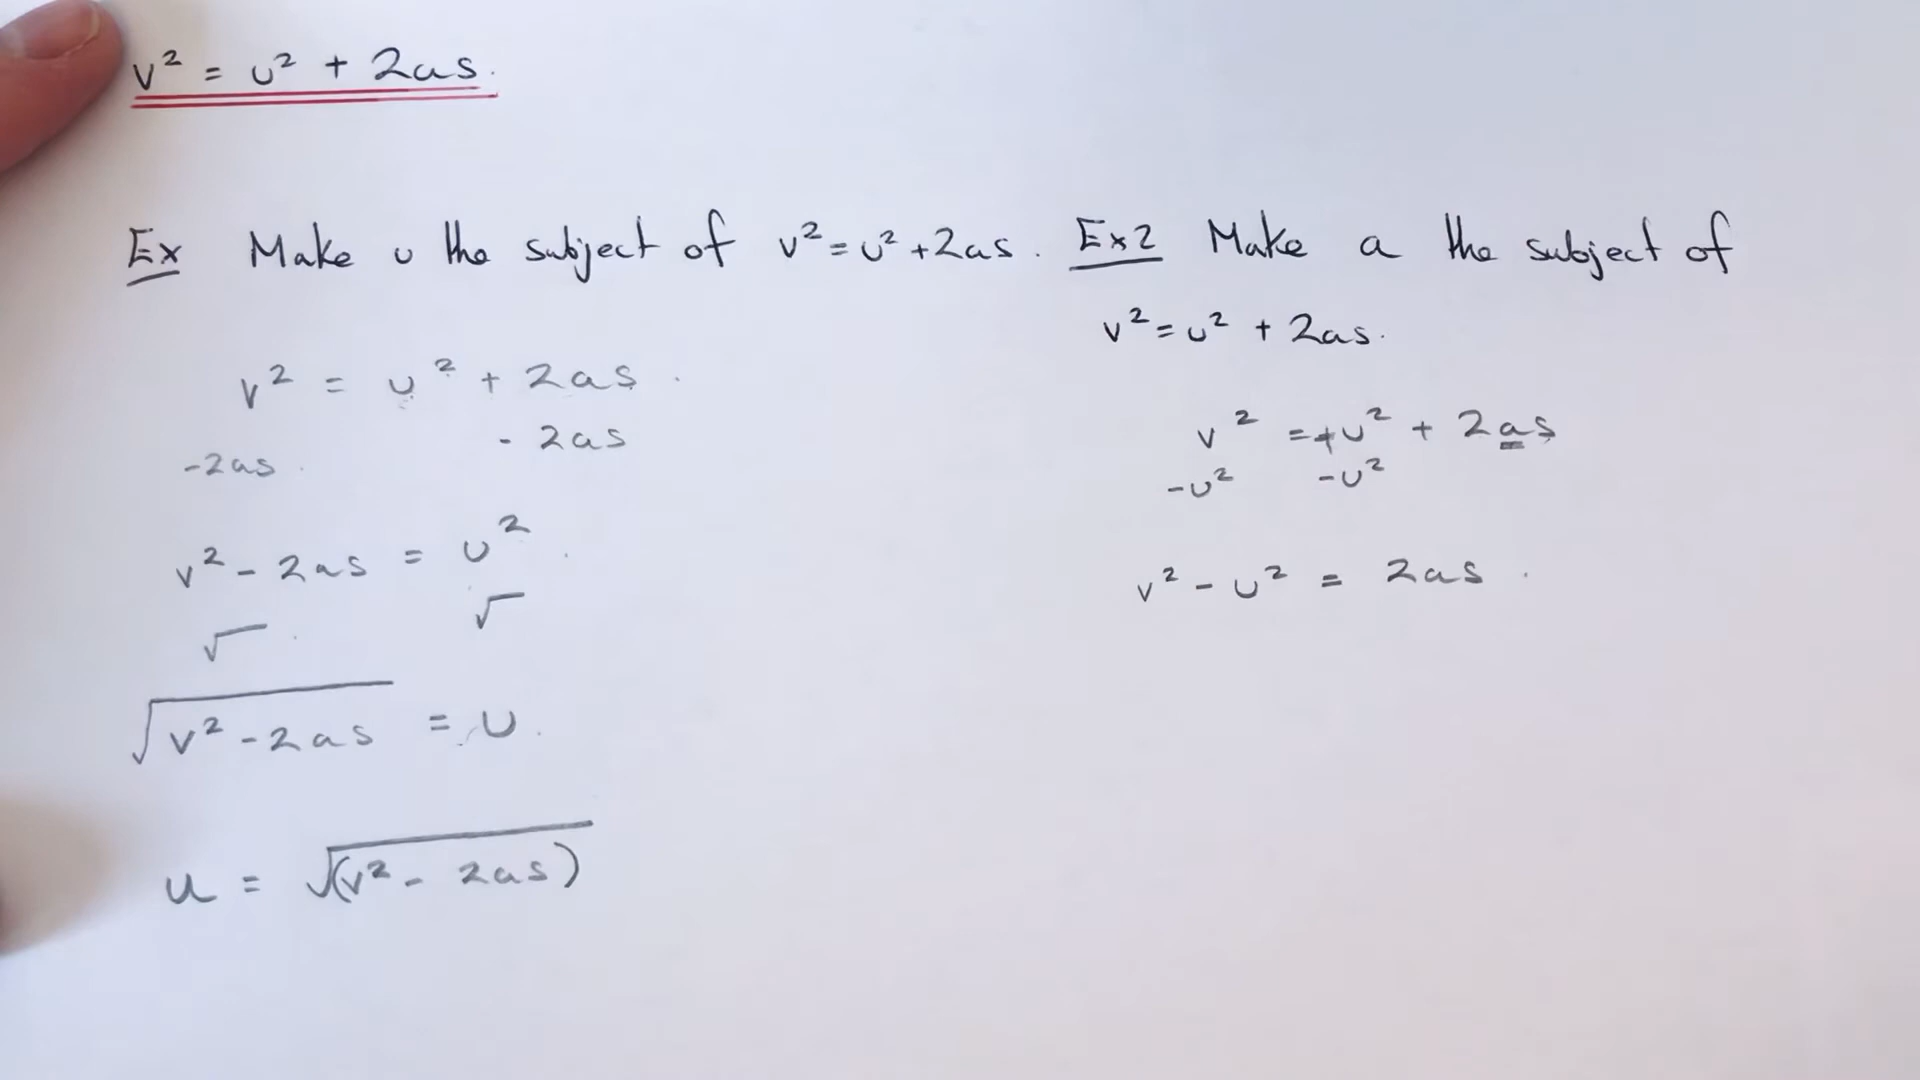 v² = u² + 2as.
Ex Make u the subject of v² = u² + 2as.
v² = u² + 2as.
- 2as
-2as.
v² - 2as = u².
√
√
√v² - 2as = u.
u = √(v² - 2as)
Ex2 Make a the subject of
v² = u² + 2as.
v² = +u² + 2as
-u² -u²
v² - u² = 2as.